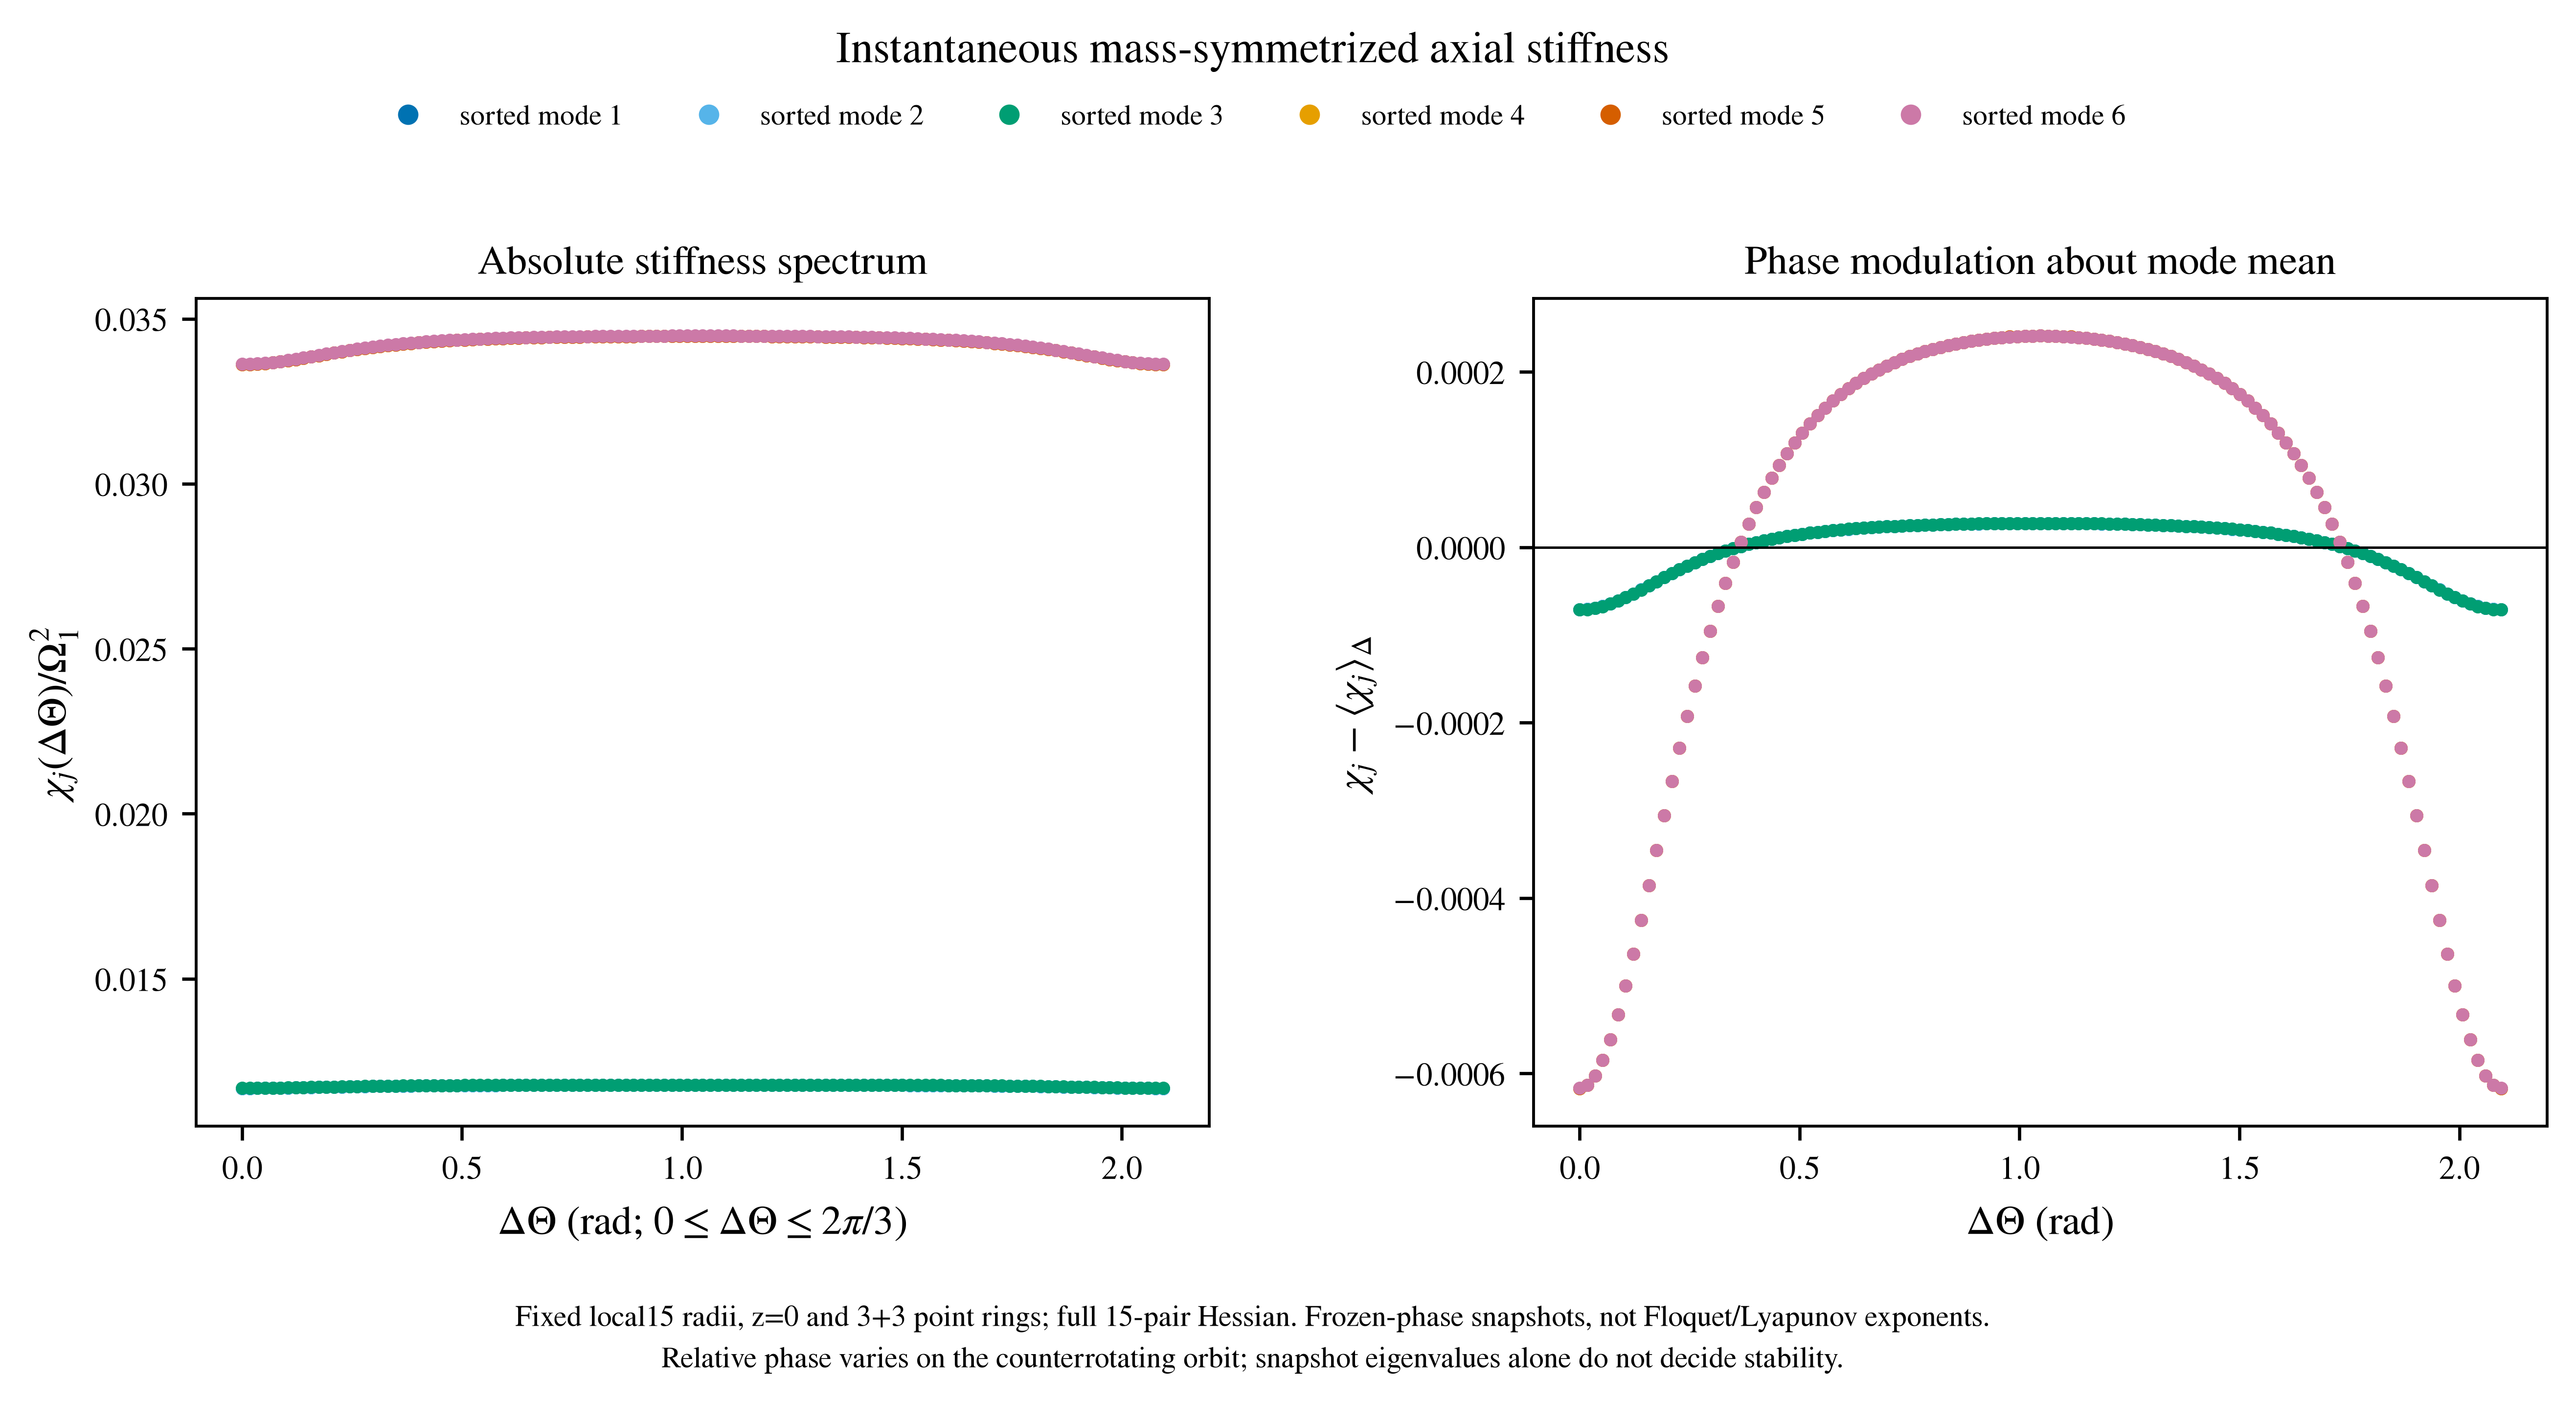 Instantaneous mass-symmetrized axial stiffness
sorted mode 1
sorted mode 2
sorted mode 3
sorted mode 4
sorted mode 5
sorted mode 6
Absolute stiffness spectrum
χj(ΔΘ)/Ω₁²
0.035
0.030
0.025
0.020
0.015
0.0
0.5
1.0
1.5
2.0
ΔΘ (rad; 0 ≤ ΔΘ ≤ 2π/3)
Phase modulation about mode mean
χj − ⟨χj⟩Δ
0.0002
0.0000
−0.0002
−0.0004
−0.0006
0.0
0.5
1.0
1.5
2.0
ΔΘ (rad)
Fixed local15 radii, z=0 and 3+3 point rings; full 15-pair Hessian. Frozen-phase snapshots, not Floquet/Lyapunov exponents.
Relative phase varies on the counterrotating orbit; snapshot eigenvalues alone do not decide stability.